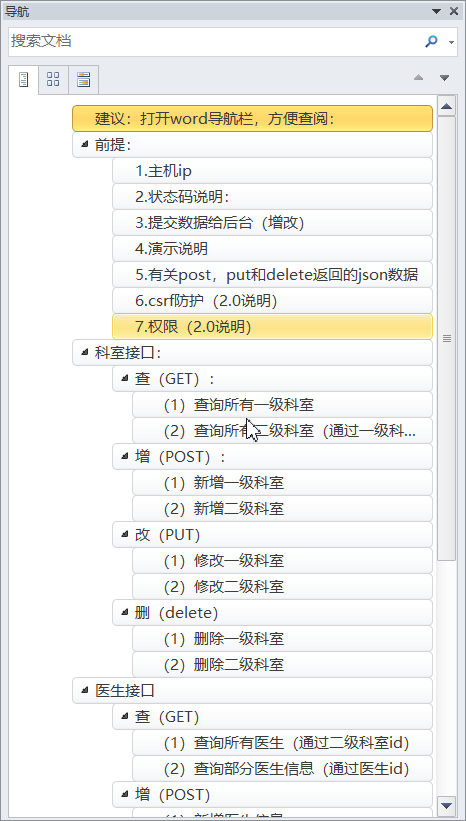 导航
搜索文档
建议：打开word导航栏，方便查阅：
前提：
1.主机ip
2.状态码说明：
3.提交数据给后台（增改）
4.演示说明
5.有关post，put和delete返回的json数据
6.csrf防护（2.0说明）
7.权限（2.0说明）
科室接口：
查（GET）：
（1）查询所有一级科室
（2）查询所有二级科室（通过一级科...
增（POST）：
（1）新增一级科室
（2）新增二级科室
改（PUT）
（1）修改一级科室
（2）修改二级科室
删（delete）
（1）删除一级科室
（2）删除二级科室
医生接口
查（GET）
（1）查询所有医生（通过二级科室id）
（2）查询部分医生信息（通过医生id）
增（POST）
（1）新增医生信息